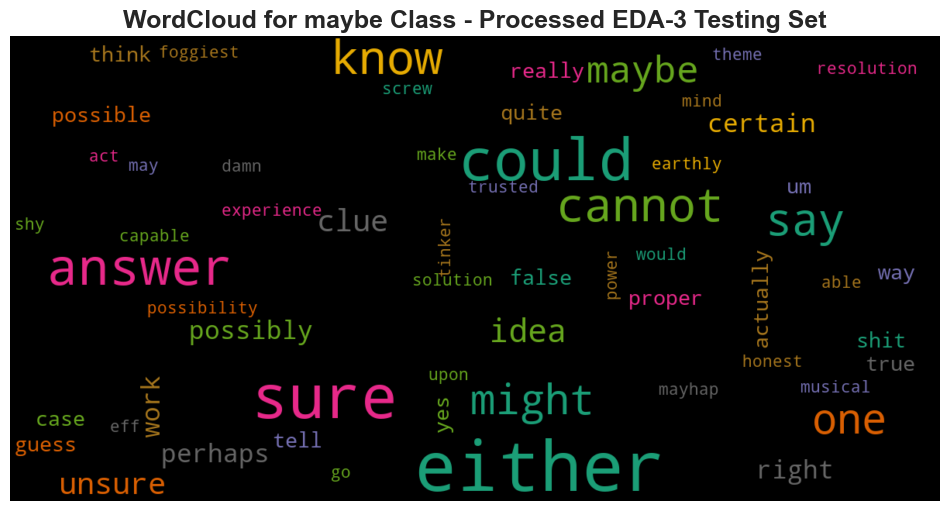 WordCloud for maybe Class - Processed EDA-3 Testing Set
think foggiest know really maybe theme resolution
screw
possible quite mind certain
act may damn make could earthly
trusted cannot um
shy capable experience clue say
answer tinker solution false would power proper actually able way
possibility possibly idea shit
honest true
work sure upon might mayhap musical
case eff yes one
guess perhaps tell either right
unsure go